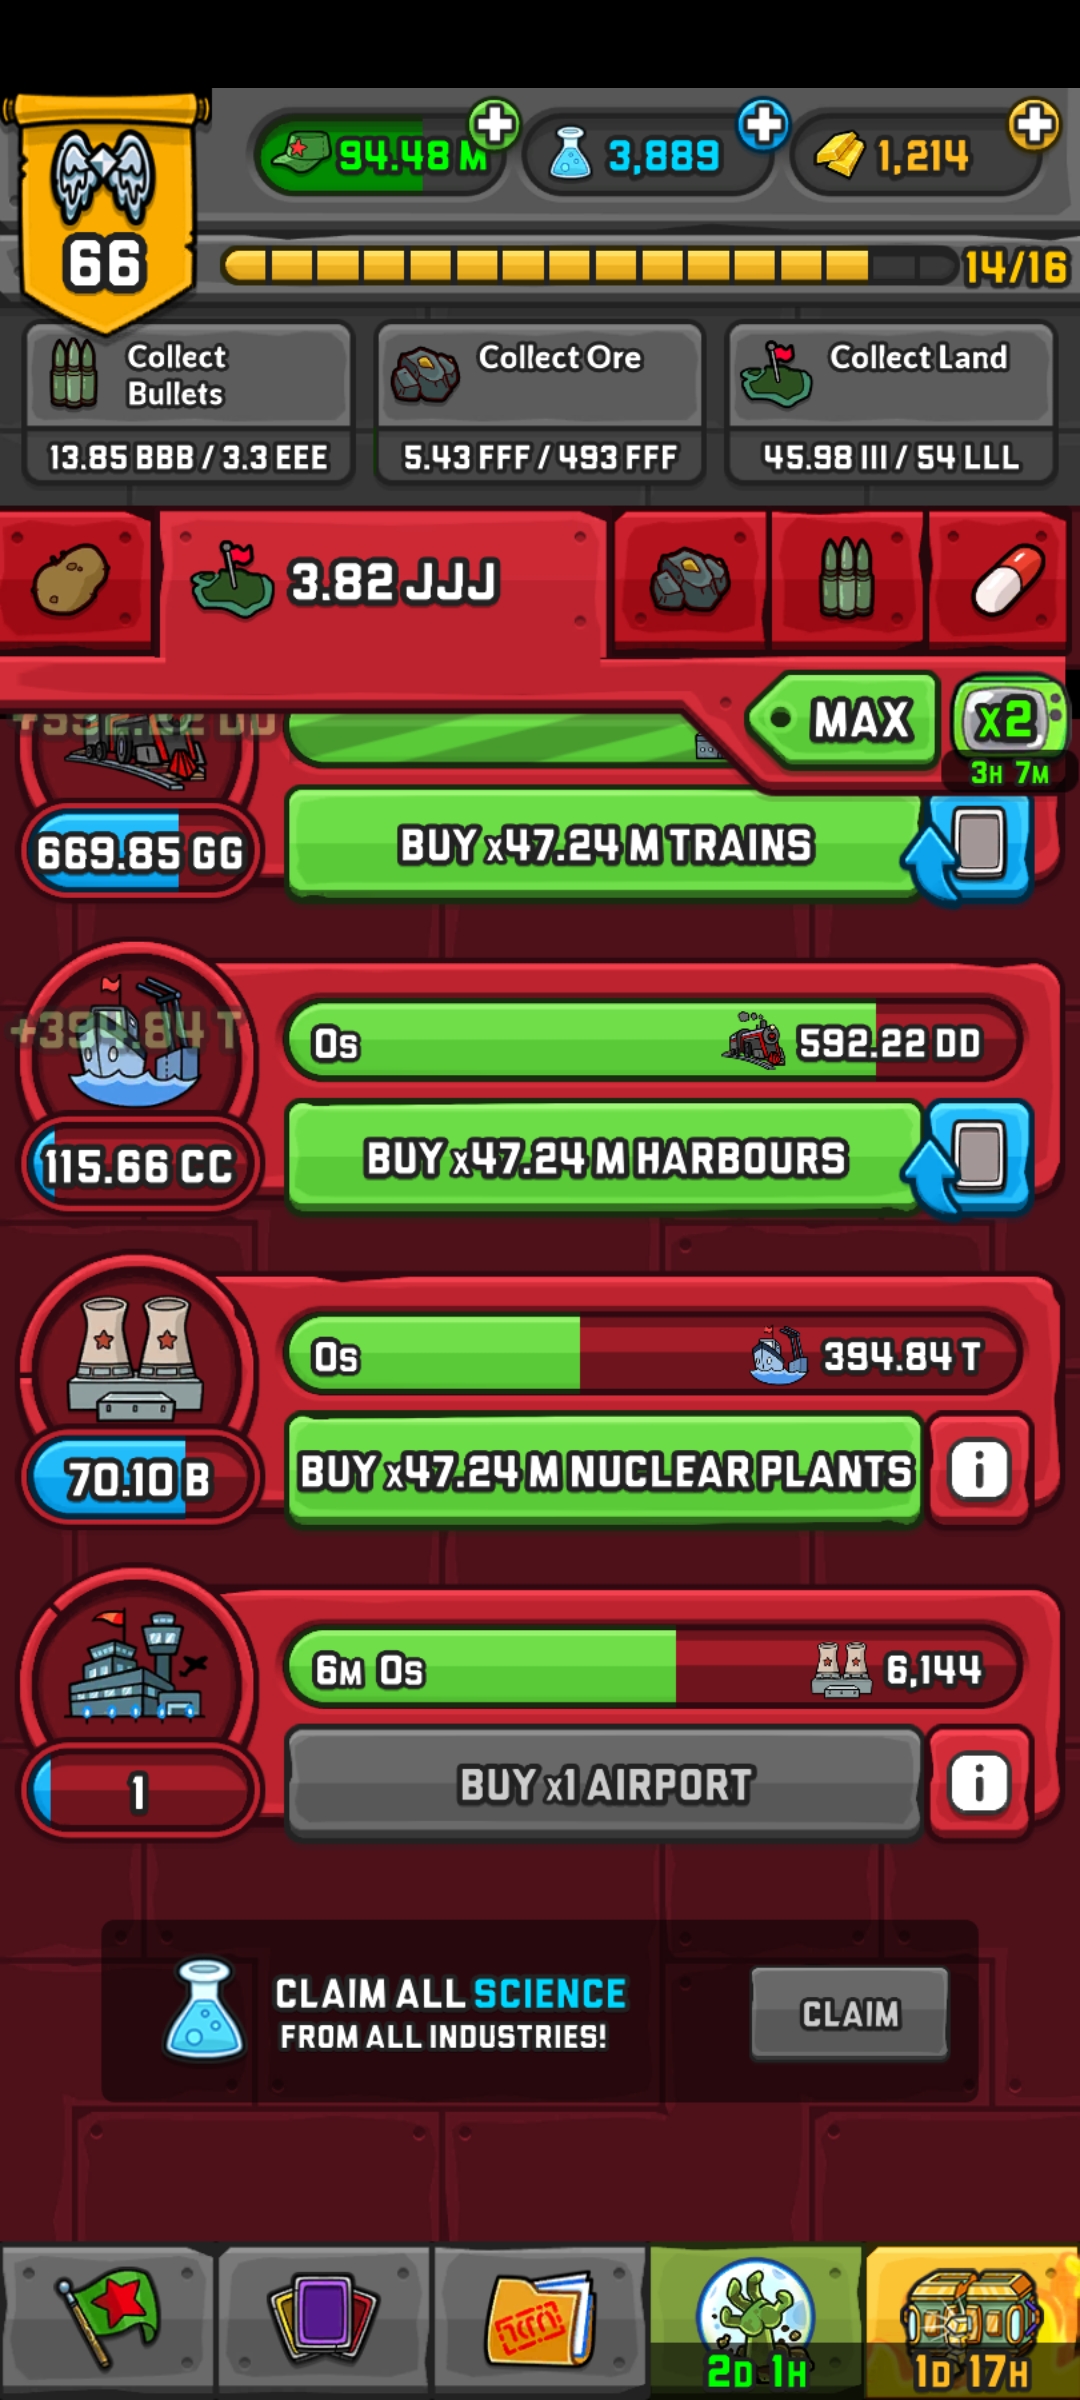 94.48 M
3,889
1,214
66
14/16
Collect
Bullets
13.85 BBB / 3.3 EEE
Collect Ore
5.43 FFF / 493 FFF
Collect Land
45.98 III / 54 LLL
3.82 JJJ
MAX
x2
3H 7M
669.85 GG
BUY x47.24 M TRAINS
+394.84 T
0s
592.22 DD
115.66 CC
BUY x47.24 M HARBOURS
0s
394.84 T
70.10 B
BUY x47.24 M NUCLEAR PLANTS
i
6M 0s
6,144
1
BUY x1 AIRPORT
i
CLAIM ALL SCIENCE
FROM ALL INDUSTRIES!
CLAIM
2D 1H
1D 17H